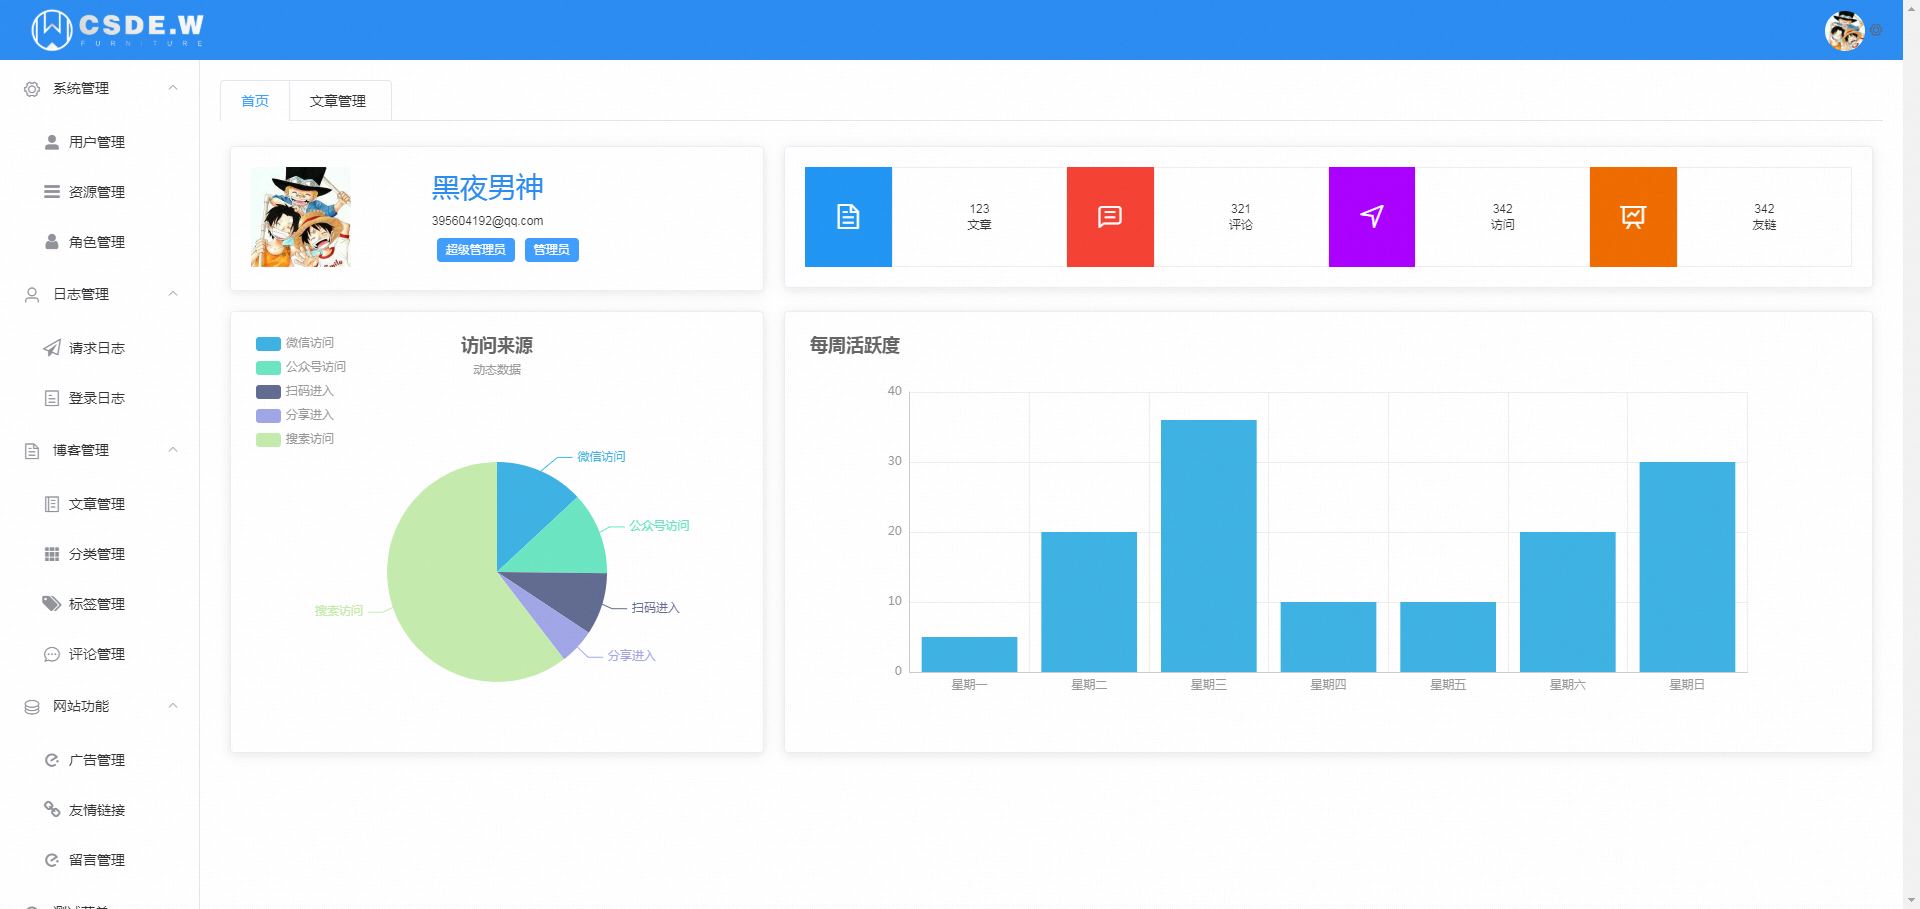 CSDE.W
FURNITURE
系统管理
用户管理
资源管理
角色管理
日志管理
请求日志
登录日志
博客管理
文章管理
分类管理
标签管理
评论管理
网站功能
广告管理
友情链接
留言管理
首页
文章管理
黑夜男神
395604192@qq.com
超级管理员
管理员
123
文章
321
评论
342
访问
342
友链
微信访问
公众号访问
扫码进入
分享进入
搜索访问
访问来源
动态数据
微信访问
公众号访问
扫码进入
分享进入
搜索访问
每周活跃度
40
30
20
10
0
星期一
星期二
星期三
星期四
星期五
星期六
星期日